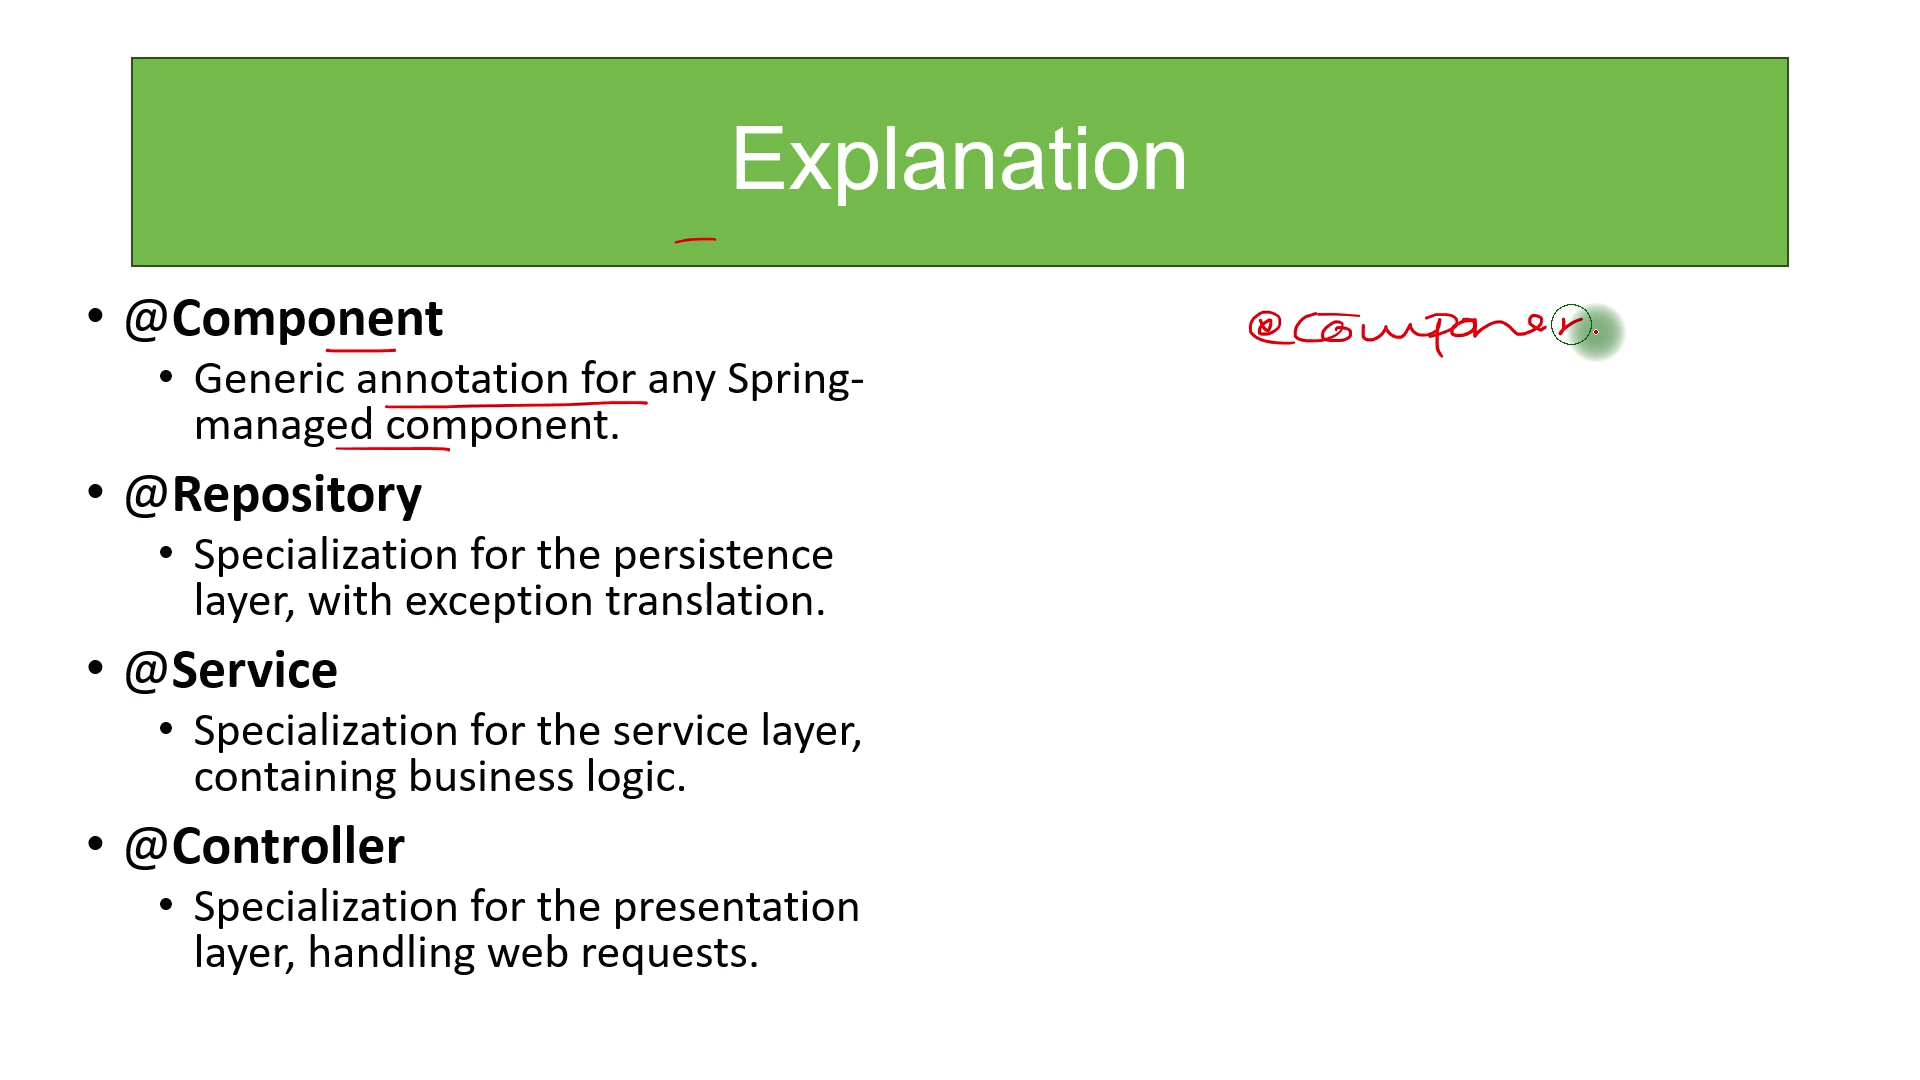 Explanation
• @Component
• Generic annotation for any Spring-
managed component.
• @Repository
• Specialization for the persistence
layer, with exception translation.
• @Service
• Specialization for the service layer,
containing business logic.
• @Controller
• Specialization for the presentation
layer, handling web requests.
@Componen